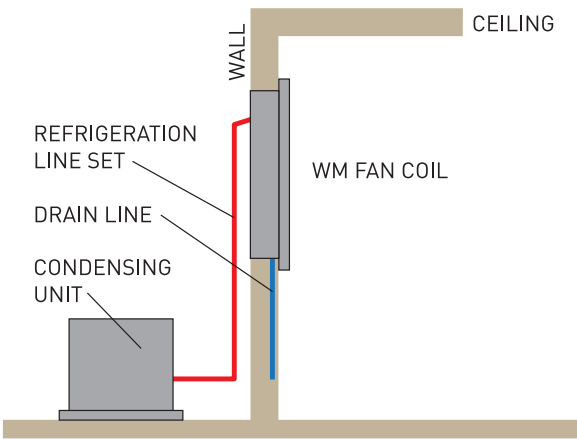 CEILING
WALL
REFRIGERATION
LINE SET
WM FAN COIL
DRAIN LINE
CONDENSING
UNIT